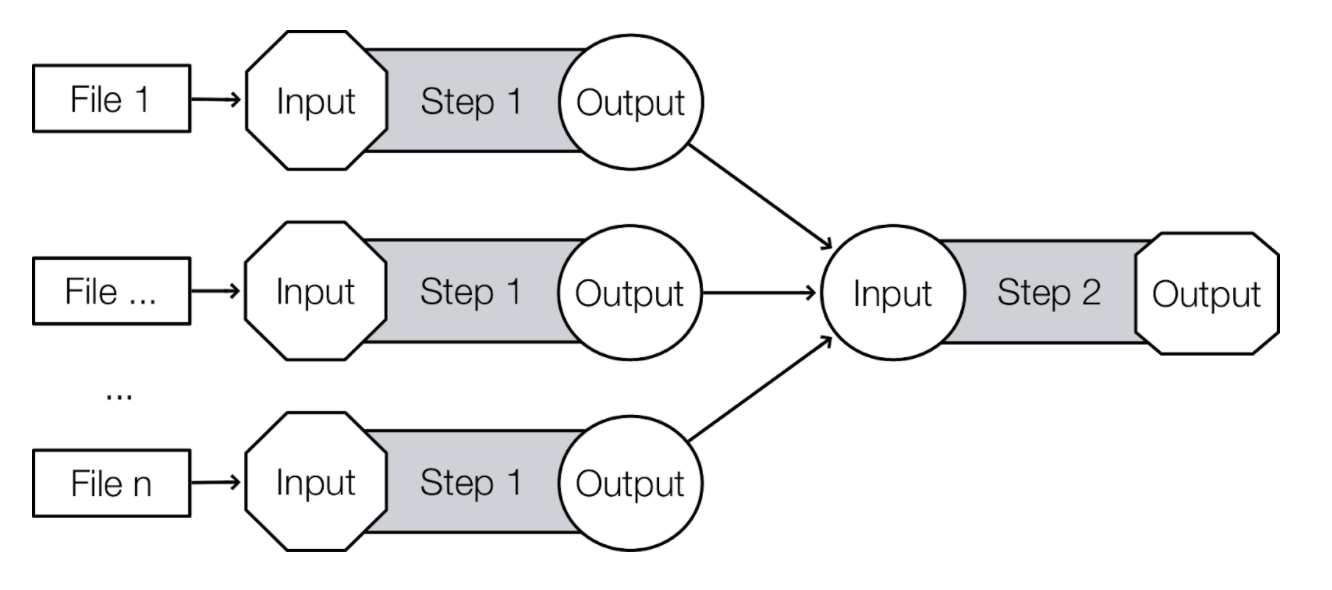 File 1
Input
Step 1
Output
File ...
Input
Step 1
Output
Input
Step 2
Output
...
File n
Input
Step 1
Output